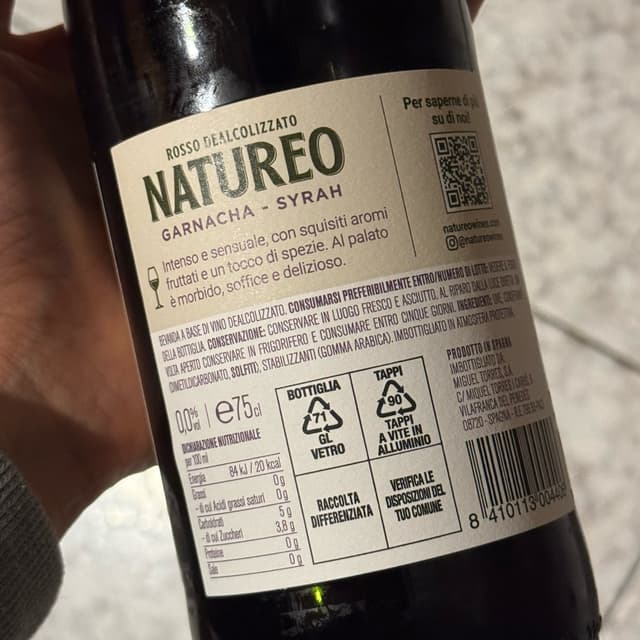 ROSSO DEALCOLIZZATO
NATUREO
GARNACHA - SYRAH
Intenso e sensuale, con squisiti aromi
fruttati e un tocco di spezie. Al palato
è morbido, soffice e delizioso.
Per saperne di più
su di noi!
natureowines.com
@natureowines
BEVANDA A BASE DI VINO DEALCOLIZZATO. CONSUMARSI PREFERIBILMENTE ENTRO/NUMERO DI LOTTO: VEDERE IL
DELLA BOTTIGLIA. CONSERVAZIONE: CONSERVARE IN LUOGO FRESCO E ASCIUTTO, AL RIPARO DALLA LUCE DIRETTA. UNA
VOLTA APERTO CONSERVARE IN FRIGORIFERO E CONSUMARE ENTRO CINQUE GIORNI. INGREDIENTI:
DIMETILDICARBONATO, SOLFITI, STABILIZZANTI (GOMMA ARABICA). IMBOTTIGLIATO IN ATMOSFERA PROTETTIVA.
0,0% vol
e75cl
DICHIARAZIONE NUTRIZIONALE
per 100 ml
Energia 84 kJ / 20 kcal
Grassi 0 g
- di cui Acidi grassi saturi 0 g
Carboidrati 5 g
- di cui Zuccheri 3,8 g
Proteine 0 g
Sale 0 g
BOTTIGLIA
71
GL
VETRO
TAPPI
90
TAPPI
A VITE IN
ALLUMINIO
RACCOLTA
DIFFERENZIATA
VERIFICA LE
DISPOSIZIONI DEL
TUO COMUNE
PRODOTTO IN SPAGNA
IMBOTTIGLIATO DA:
MIGUEL TORRES, S.A.
C/ MIQUEL TORRES I CARBÓ, 6
VILAFRANCA DEL PENEDÈS
08720 - SPAGNA -
8 410113 004